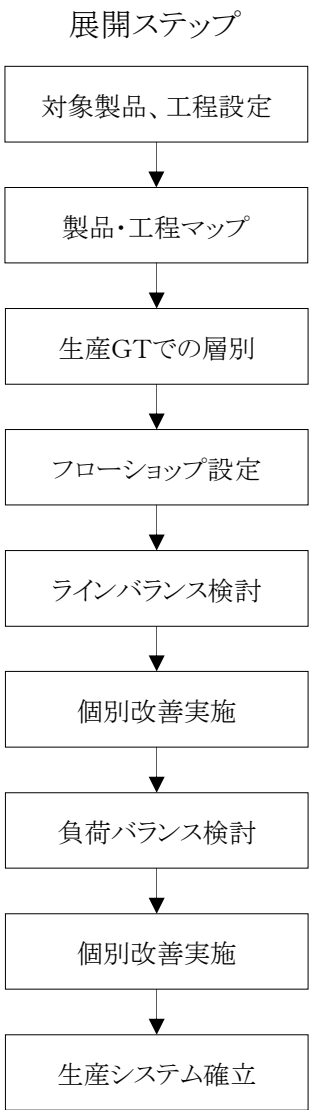 展開ステップ
対象製品、工程設定
製品・工程マップ
生産GTでの層別
フローショップ設定
ラインバランス検討
個別改善実施
負荷バランス検討
個別改善実施
生産システム確立